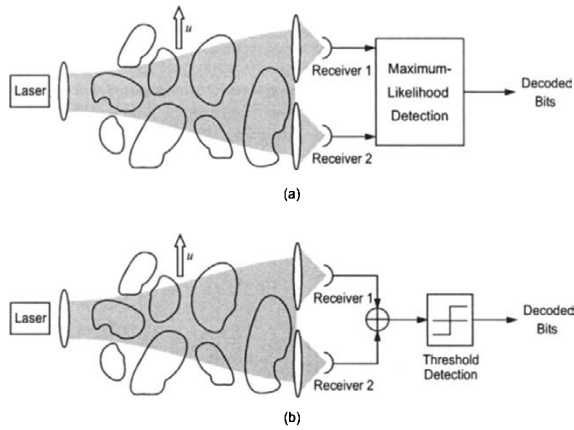 u
Laser
Receiver 1
Maximum-
Likelihood
Detection
Decoded
Bits
Receiver 2
(a)
u
Laser
Receiver 1
Decoded
Bits
Threshold
Detection
Receiver 2
(b)